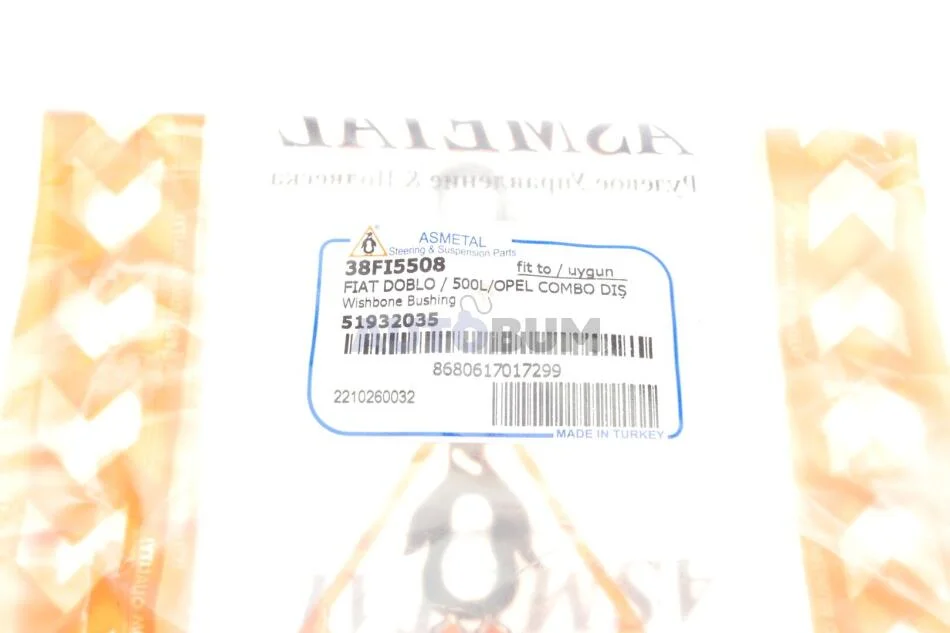 ASMETAL
Рулевое Управление & Подвеска
ASMETAL
Steering & Suspension Parts
38FI5508
fit to / uygun
FIAT DOBLO / 500L/OPEL COMBO DIŞ
Wishbone Bushing
51932035
AUTOBUM
8680617017299
2210260032
MADE IN TURKEY